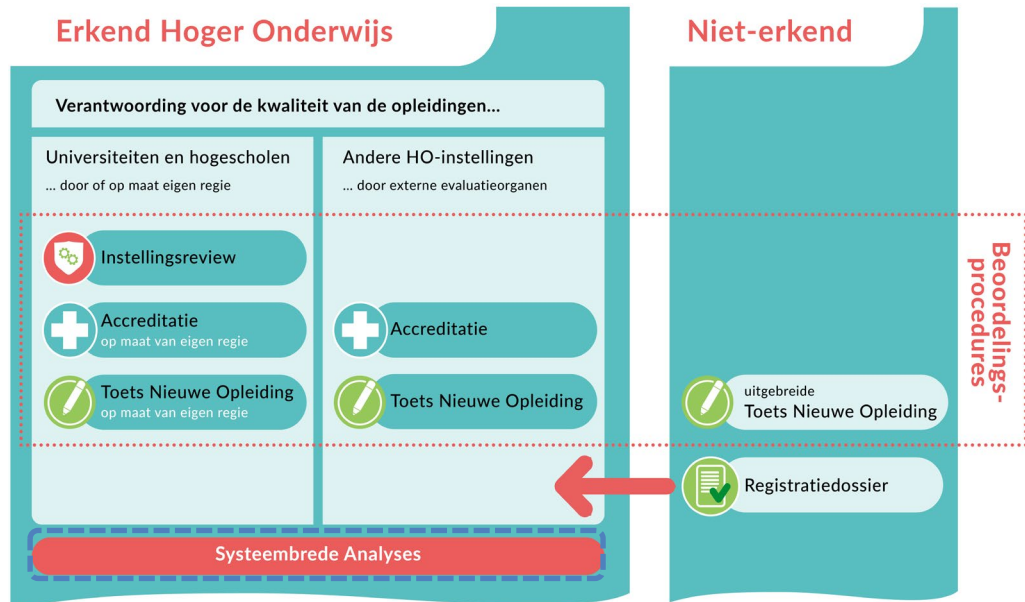 Erkend Hoger Onderwijs
Niet-erkend
Verantwoording voor de kwaliteit van de opleidingen...
Universiteiten en hogescholen
... door of op maat eigen regie
Andere HO-instellingen
... door externe evaluatieorganen
Instellingsreview
Accreditatie
op maat van eigen regie
Accreditatie
Toets Nieuwe Opleiding
op maat van eigen regie
Toets Nieuwe Opleiding
uitgebreide
Toets Nieuwe Opleiding
Beoordelings-
procedures
Registratiedossier
Systeembrede Analyses